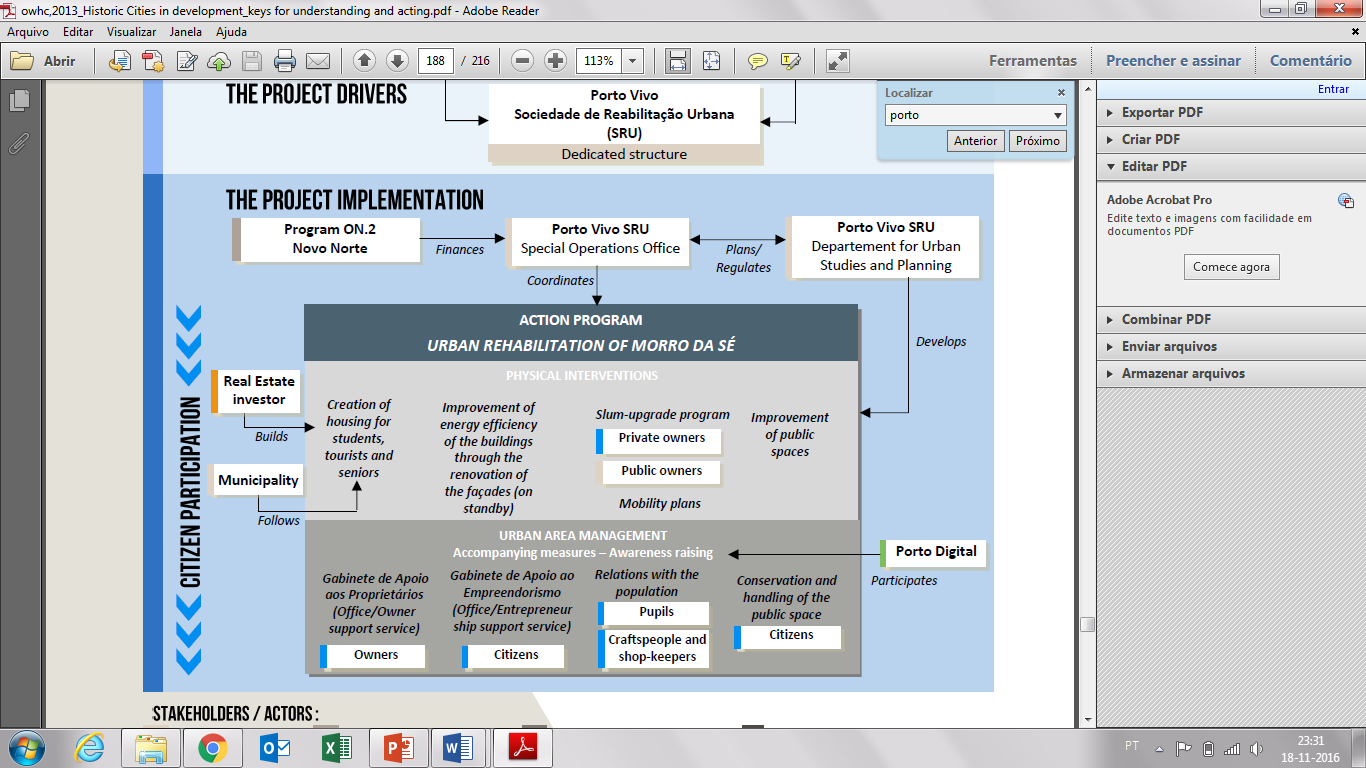 owhc,2013_Historic Cities in development_keys for understanding and acting.pdf - Adobe Reader
Arquivo Editar Visualizar Janela Ajuda
Abrir
188 / 216
113%
Ferramentas
Preencher e assinar
Comentário
Localizar
porto
Anterior
Próximo
Entrar
Exportar PDF
Criar PDF
Editar PDF
Adobe Acrobat Pro
Edite texto e imagens com facilidade em
documentos PDF
Comece agora
Combinar PDF
Enviar arquivos
Armazenar arquivos
THE PROJECT DRIVERS
Porto Vivo
Sociedade de Reabilitação Urbana
(SRU)
Dedicated structure
THE PROJECT IMPLEMENTATION
Program ON.2
Novo Norte
Finances
Porto Vivo SRU
Special Operations Office
Plans/
Regulates
Porto Vivo SRU
Departement for Urban
Studies and Planning
Coordinates
Develops
ACTION PROGRAM
URBAN REHABILITATION OF MORRO DA SÉ
PHYSICAL INTERVENTIONS
CITIZEN PARTICIPATION
Real Estate
investor
Builds
Municipality
Follows
Creation of
housing for
students,
tourists and
seniors
Improvement of
energy efficiency
of the buildings
through the
renovation of
the façades (on
standby)
Slum-upgrade program
Private owners
Public owners
Mobility plans
Improvement
of public
spaces
URBAN AREA MANAGEMENT
Accompanying measures – Awareness raising
Porto Digital
Participates
Gabinete de Apoio
aos Proprietários
(Office/Owner
support service)
Owners
Gabinete de Apoio ao
Empreendorismo
(Office/Entrepreneur
ship support service)
Citizens
Relations with the
population
Pupils
Craftspeople and
shop-keepers
Conservation and
handling of the
public space
Citizens
STAKEHOLDERS / ACTORS :
PT
23:31
18-11-2016